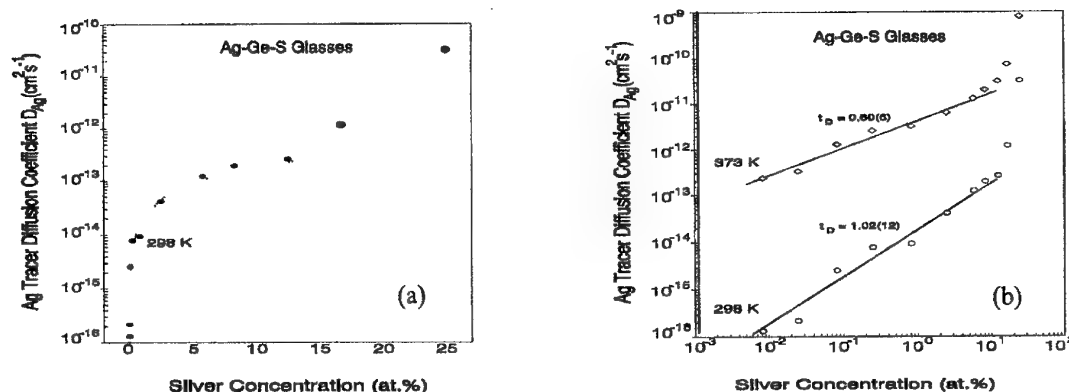 Ag Tracer Diffusion Coefficient D_Ag(cm²s⁻¹)
10⁻¹⁰
10⁻¹¹
10⁻¹²
10⁻¹³
10⁻¹⁴
10⁻¹⁵
10⁻¹⁶
Ag-Ge-S Glasses
298 K
(a)
0 5 10 15 20 25
Silver Concentration (at.%)
Ag Tracer Diffusion Coefficient D_Ag(cm²s⁻¹)
10⁻⁹
10⁻¹⁰
10⁻¹¹
10⁻¹²
10⁻¹³
10⁻¹⁴
10⁻¹⁵
10⁻¹⁶
Ag-Ge-S Glasses
t_D = 0.60(6)
373 K
t_D = 1.02(12)
298 K
(b)
10⁻³ 10⁻² 10⁻¹ 10⁰ 10¹ 10²
Silver Concentration (at.%)